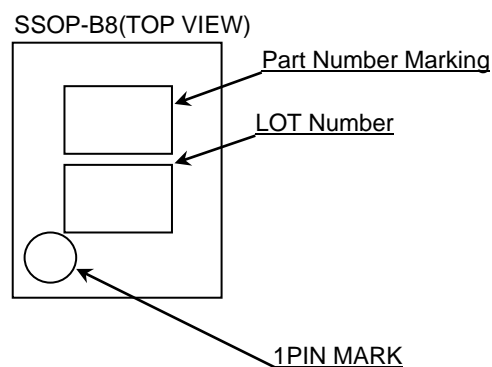 SSOP-B8(TOP VIEW)
Part Number Marking
LOT Number
1PIN MARK